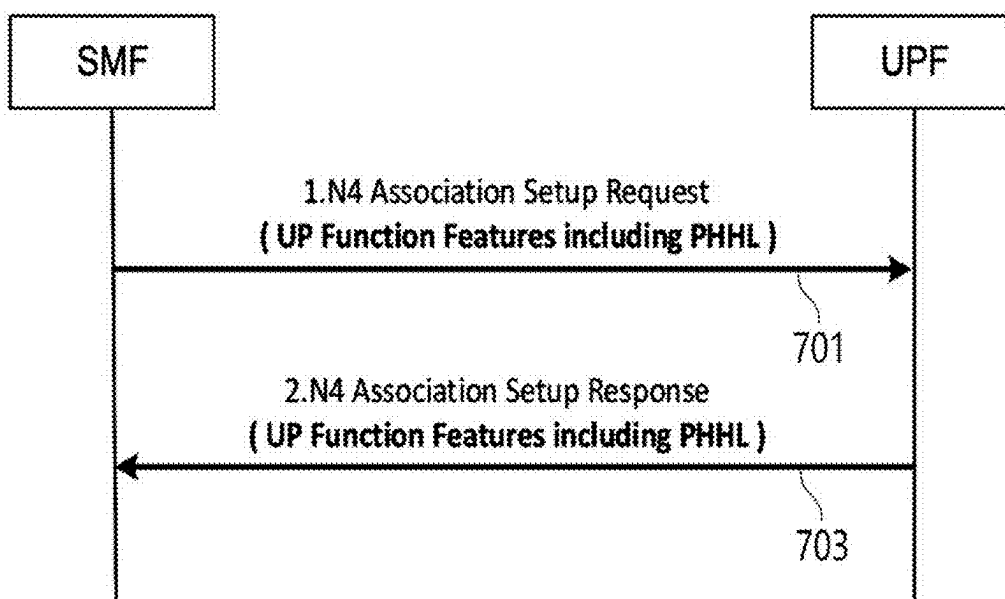 SMF
UPF
1.N4 Association Setup Request
( UP Function Features including PHHL )
701
2.N4 Association Setup Response
( UP Function Features including PHHL )
703